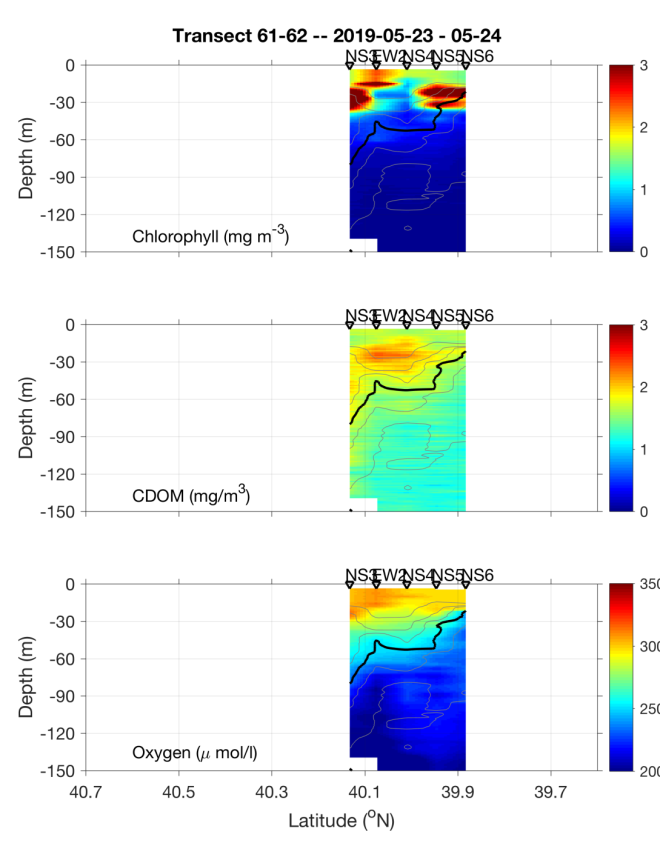 Transect 61-62 -- 2019-05-23 - 05-24
NS3 EW2 NS4 NS5 NS6
0
-30
-60
-90
-120
-150
Depth (m)
Chlorophyll (mg m-3)
3
2
1
0
NS3 EW2 NS4 NS5 NS6
0
-30
-60
-90
-120
-150
Depth (m)
CDOM (mg/m3)
3
2
1
0
NS3 EW2 NS4 NS5 NS6
0
-30
-60
-90
-120
-150
Depth (m)
Oxygen (μ mol/l)
350
300
250
200
40.7 40.5 40.3 40.1 39.9 39.7
Latitude (oN)